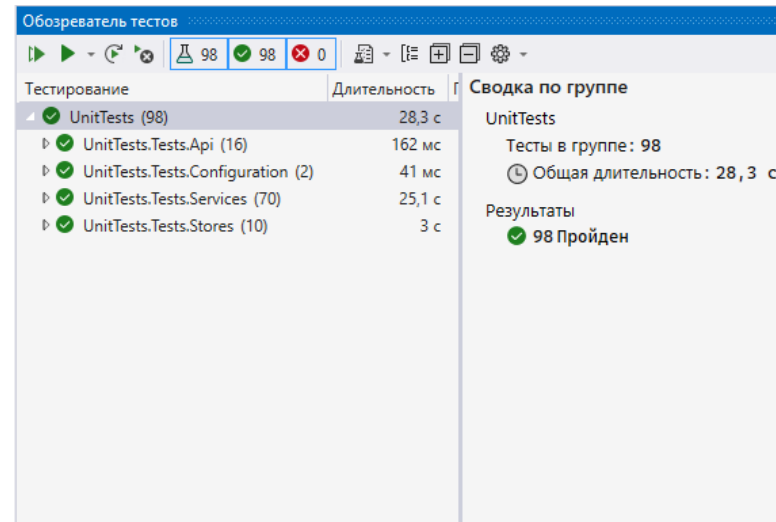 Обозреватель тестов
98 98 0
Тестирование Длительность
UnitTests (98) 28,3 с
UnitTests.Tests.Api (16) 162 мс
UnitTests.Tests.Configuration (2) 41 мс
UnitTests.Tests.Services (70) 25,1 с
UnitTests.Tests.Stores (10) 3 с
Сводка по группе
UnitTests
Тесты в группе: 98
Общая длительность: 28,3 с
Результаты
98 Пройден